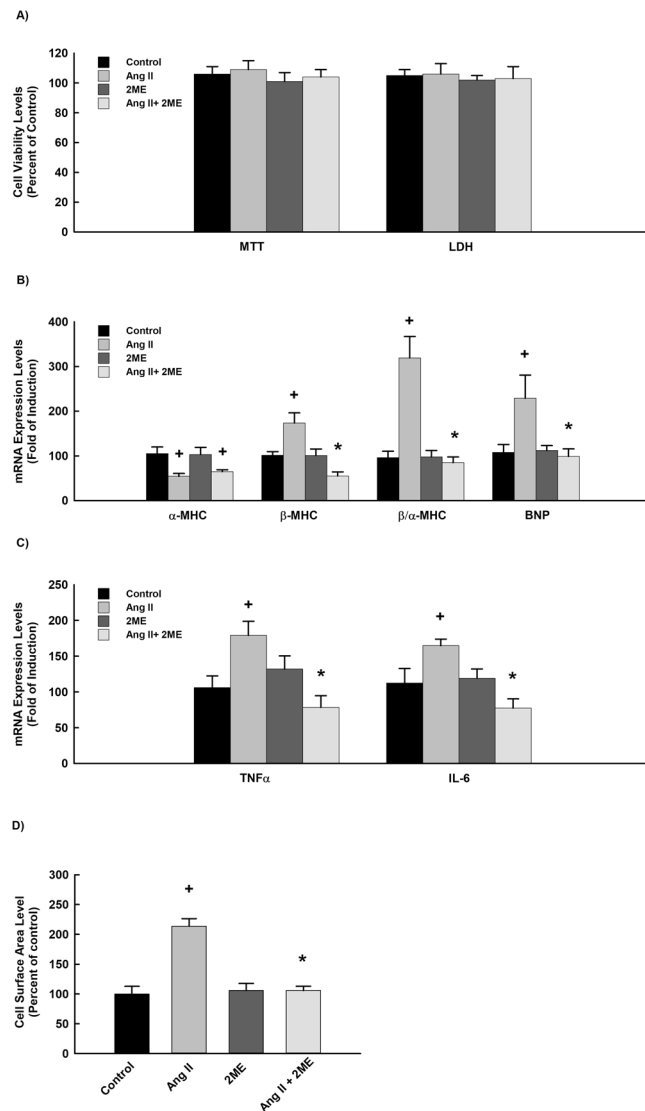 A)
Cell Viability Levels
(Percent of Control)
120
100
80
60
40
20
0
Control
Ang II
2ME
Ang II+ 2ME
MTT LDH
B)
mRNA Expression Levels
(Fold of Induction)
400
300
200
100
0
Control
Ang II
2ME
Ang II+ 2ME
+ + + * + * + *
α-MHC β-MHC β/α-MHC BNP
C)
mRNA Expression Levels
(Fold of Induction)
250
200
150
100
50
0
Control
Ang II
2ME
Ang II+ 2ME
+ * + *
TNFα IL-6
D)
Cell Surface Area Level
(Percent of control)
300
250
200
150
100
50
0
+ *
Control Ang II 2ME Ang II + 2ME